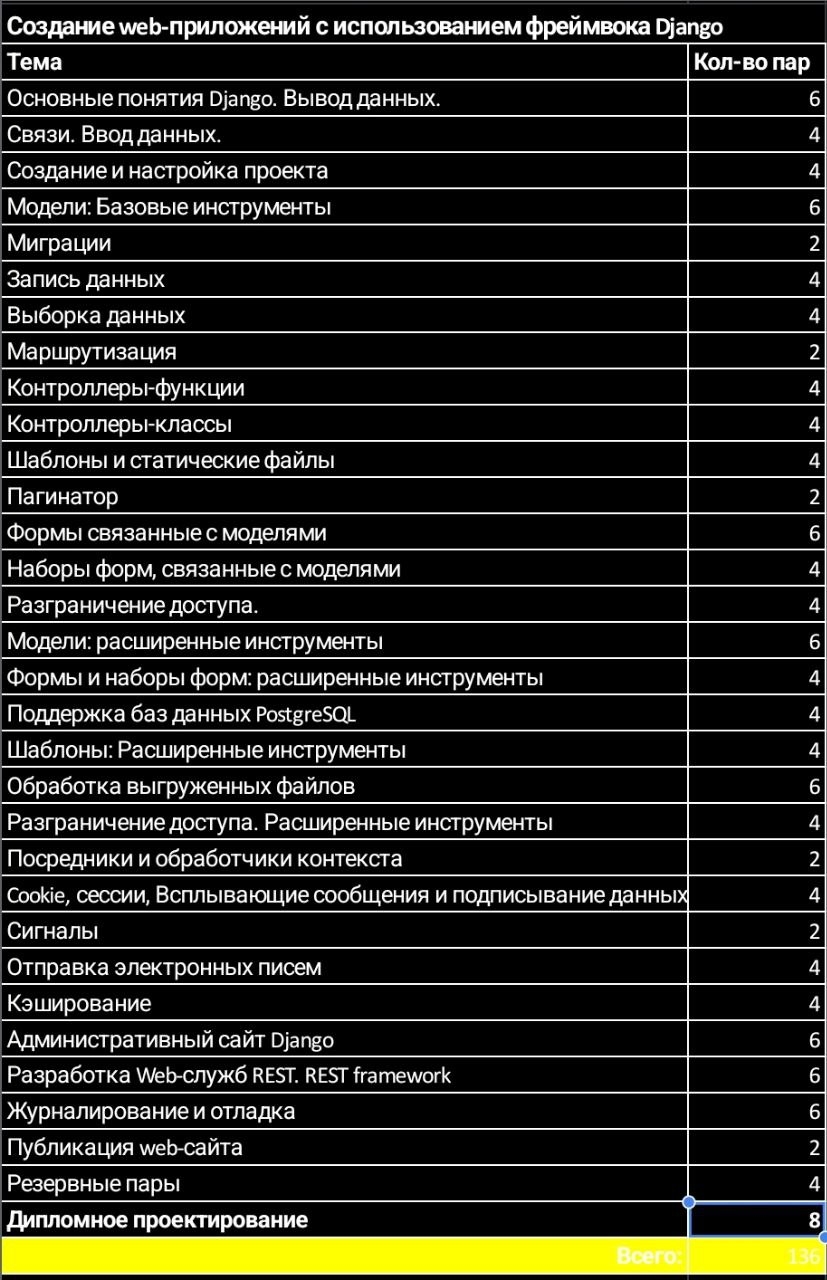 Создание web-приложений с использованием фреймвока Django
Тема Кол-во пар
Основные понятия Django. Вывод данных. 6
Связи. Ввод данных. 4
Создание и настройка проекта 4
Модели: Базовые инструменты 6
Миграции 2
Запись данных 4
Выборка данных 4
Маршрутизация 2
Контроллеры-функции 4
Контроллеры-классы 4
Шаблоны и статические файлы 4
Пагинатор 2
Формы связанные с моделями 6
Наборы форм, связанные с моделями 4
Разграничение доступа. 4
Модели: расширенные инструменты 6
Формы и наборы форм: расширенные инструменты 4
Поддержка баз данных PostgreSQL 4
Шаблоны: Расширенные инструменты 4
Обработка выгруженных файлов 6
Разграничение доступа. Расширенные инструменты 4
Посредники и обработчики контекста 2
Cookie, сессии, Всплывающие сообщения и подписывание данных 4
Сигналы 2
Отправка электронных писем 4
Кэширование 4
Административный сайт Django 6
Разработка Web-служб REST. REST framework 6
Журналирование и отладка 6
Публикация web-сайта 2
Резервные пары 4
Дипломное проектирование 8
Всего: 136